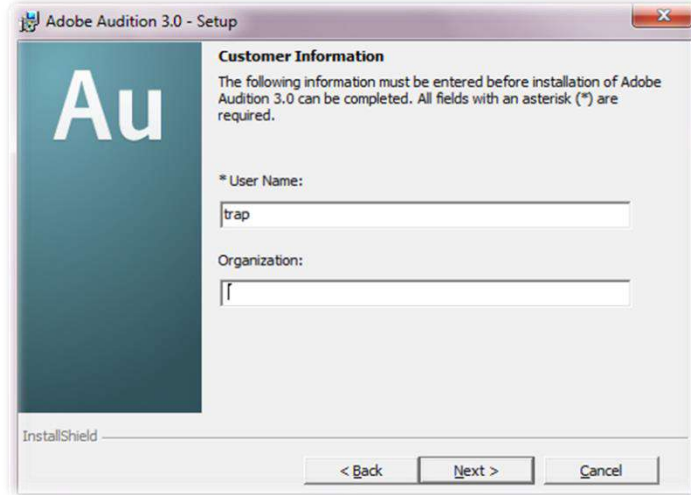 Adobe Audition 3.0 - Setup
Au
Customer Information
The following information must be entered before installation of Adobe
Audition 3.0 can be completed. All fields with an asterisk (*) are
required.
* User Name:
trap
Organization:
InstallShield
< Back Next > Cancel